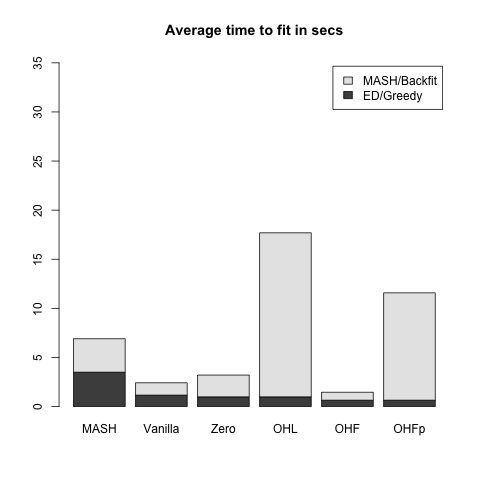 Average time to fit in secs
MASH/Backfit
ED/Greedy
35
30
25
20
15
10
5
0
MASH Vanilla Zero OHL OHF OHFp